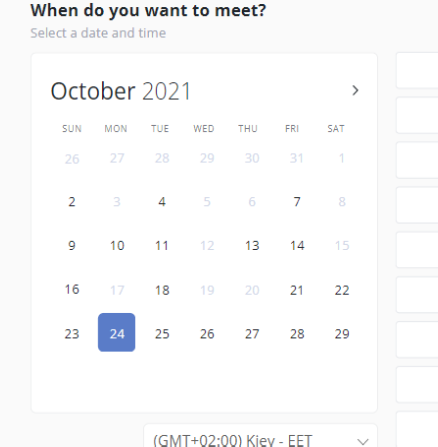 When do you want to meet?
Select a date and time
October 2021
SUN MON TUE WED THU FRI SAT
26 27 28 29 30 31 1
2 3 4 5 6 7 8
9 10 11 12 13 14 15
16 17 18 19 20 21 22
23 24 25 26 27 28 29
(GMT+02:00) Kiev - EET